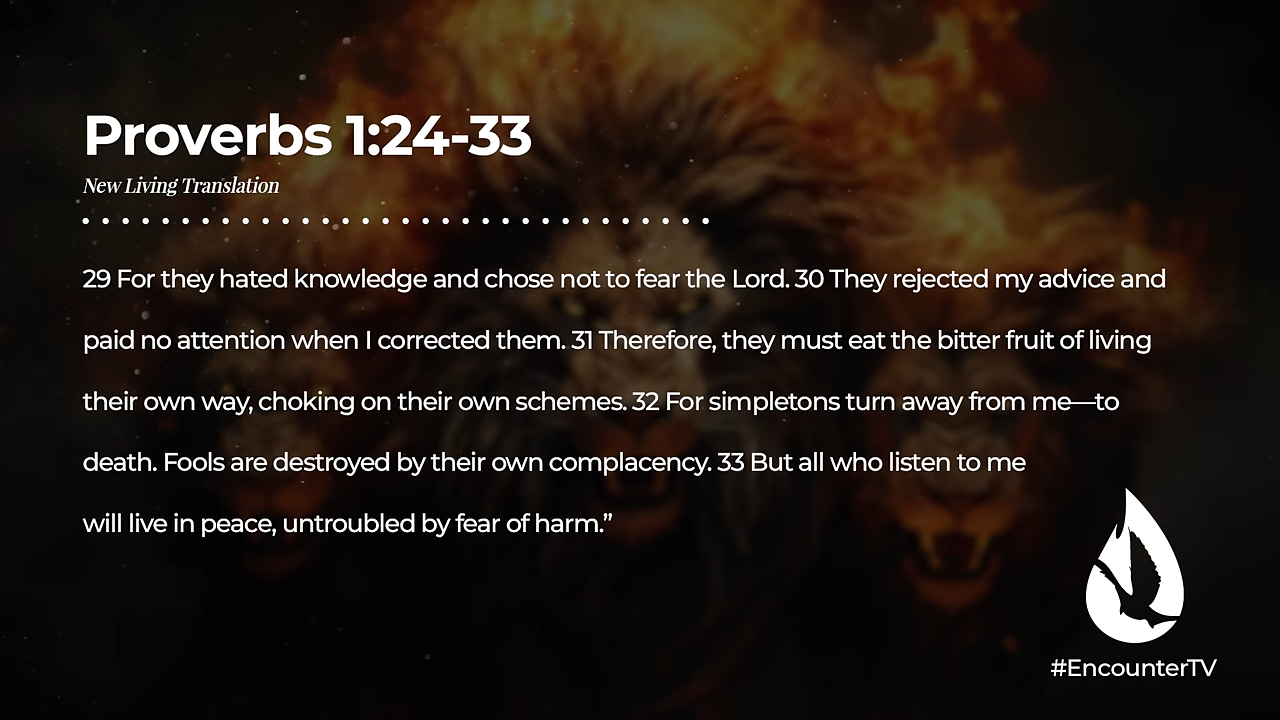 Proverbs 1:24-33
New Living Translation
29 For they hated knowledge and chose not to fear the Lord. 30 They rejected my advice and
paid no attention when I corrected them. 31 Therefore, they must eat the bitter fruit of living
their own way, choking on their own schemes. 32 For simpletons turn away from me—to
death. Fools are destroyed by their own complacency. 33 But all who listen to me
will live in peace, untroubled by fear of harm.”
#EncounterTV